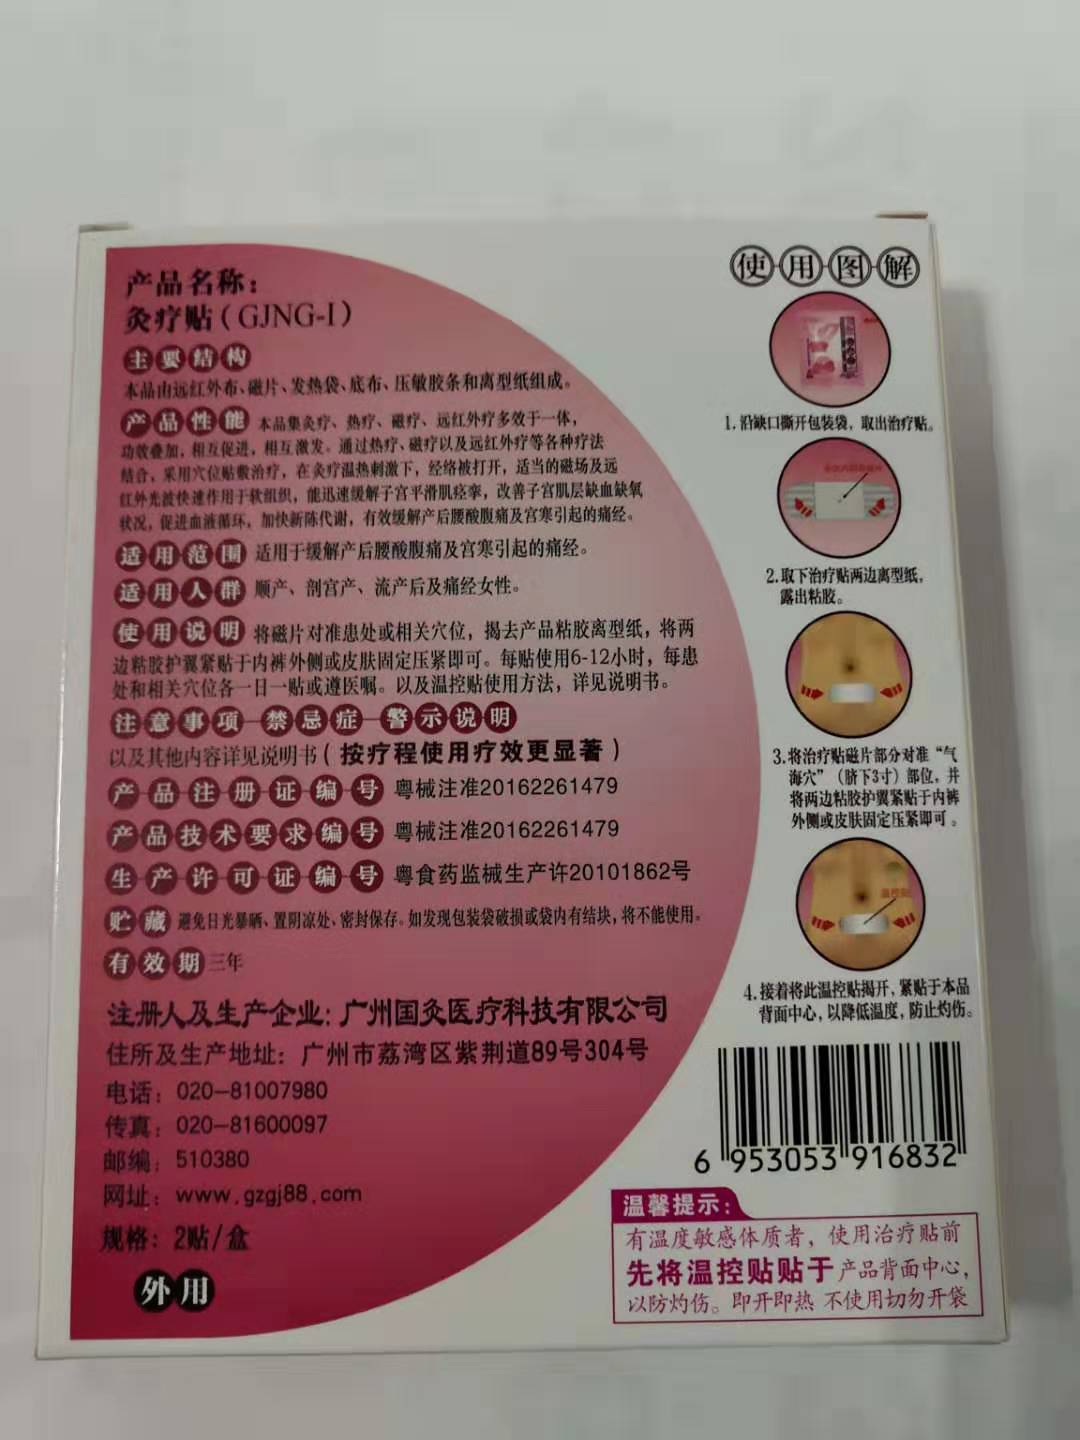 产品名称：
灸疗贴（GJNG-I）
主要结构
本品由远红外布、磁片、发热袋、底布、压敏胶条和离型纸组成。
产品性能 本品集灸疗、热疗、磁疗、远红外疗多效于一体，
功效叠加，相互促进，相互激发。通过热疗、磁疗以及远红外疗等各种疗法
结合，采用穴位贴敷治疗，在灸疗温热刺激下，经络被打开，适当的磁场及远
红外光波快速作用于软组织，能迅速缓解子宫平滑肌痉挛，改善子宫肌层缺血缺氧
状况，促进血液循环，加快新陈代谢，有效缓解产后腰酸腹痛及宫寒引起的痛经。
适用范围 适用于缓解产后腰酸腹痛及宫寒引起的痛经。
适用人群 顺产、剖宫产、流产后及痛经女性。
使用说明 将磁片对准患处或相关穴位，揭去产品粘胶离型纸，将两
边粘胶护翼紧贴于内裤外侧或皮肤固定压紧即可。每贴使用6-12小时，每患
处和相关穴位各一日一贴或遵医嘱。以及温控贴使用方法，详见说明书。
注意事项 禁忌症 警示说明
以及其他内容详见说明书（按疗程使用疗效更显著）
产品注册证编号 粤械注准20162261479
产品技术要求编号 粤械注准20162261479
生产许可证编号 粤食药监械生产许20101862号
贮藏 避免日光暴晒、置阴凉处、密封保存。如发现包装袋破损或袋内有结块，将不能使用。
有效期 三年
注册人及生产企业：广州国灸医疗科技有限公司
住所及生产地址：广州市荔湾区紫荆道89号304号
电话：020-81007980
传真：020-81600097
邮编：510380
网址：www.gzgj88.com
规格：2贴/盒
外用
使用图解
1.沿缺口撕开包装袋，取出治疗贴。
2.取下治疗贴两边离型纸，
露出粘胶。
3.将治疗贴磁片部分对准“气
海穴”（脐下3寸）部位，并
将两边粘胶护翼紧贴于内裤
外侧或皮肤固定压紧即可。
温控贴
4.接着将此温控贴揭开，紧贴于本品
背面中心，以降低温度，防止灼伤。
6 953053 916832
温馨提示：
有温度敏感体质者，使用治疗贴前
先将温控贴贴于产品背面中心，
以防灼伤。即开即热 不使用切勿开袋